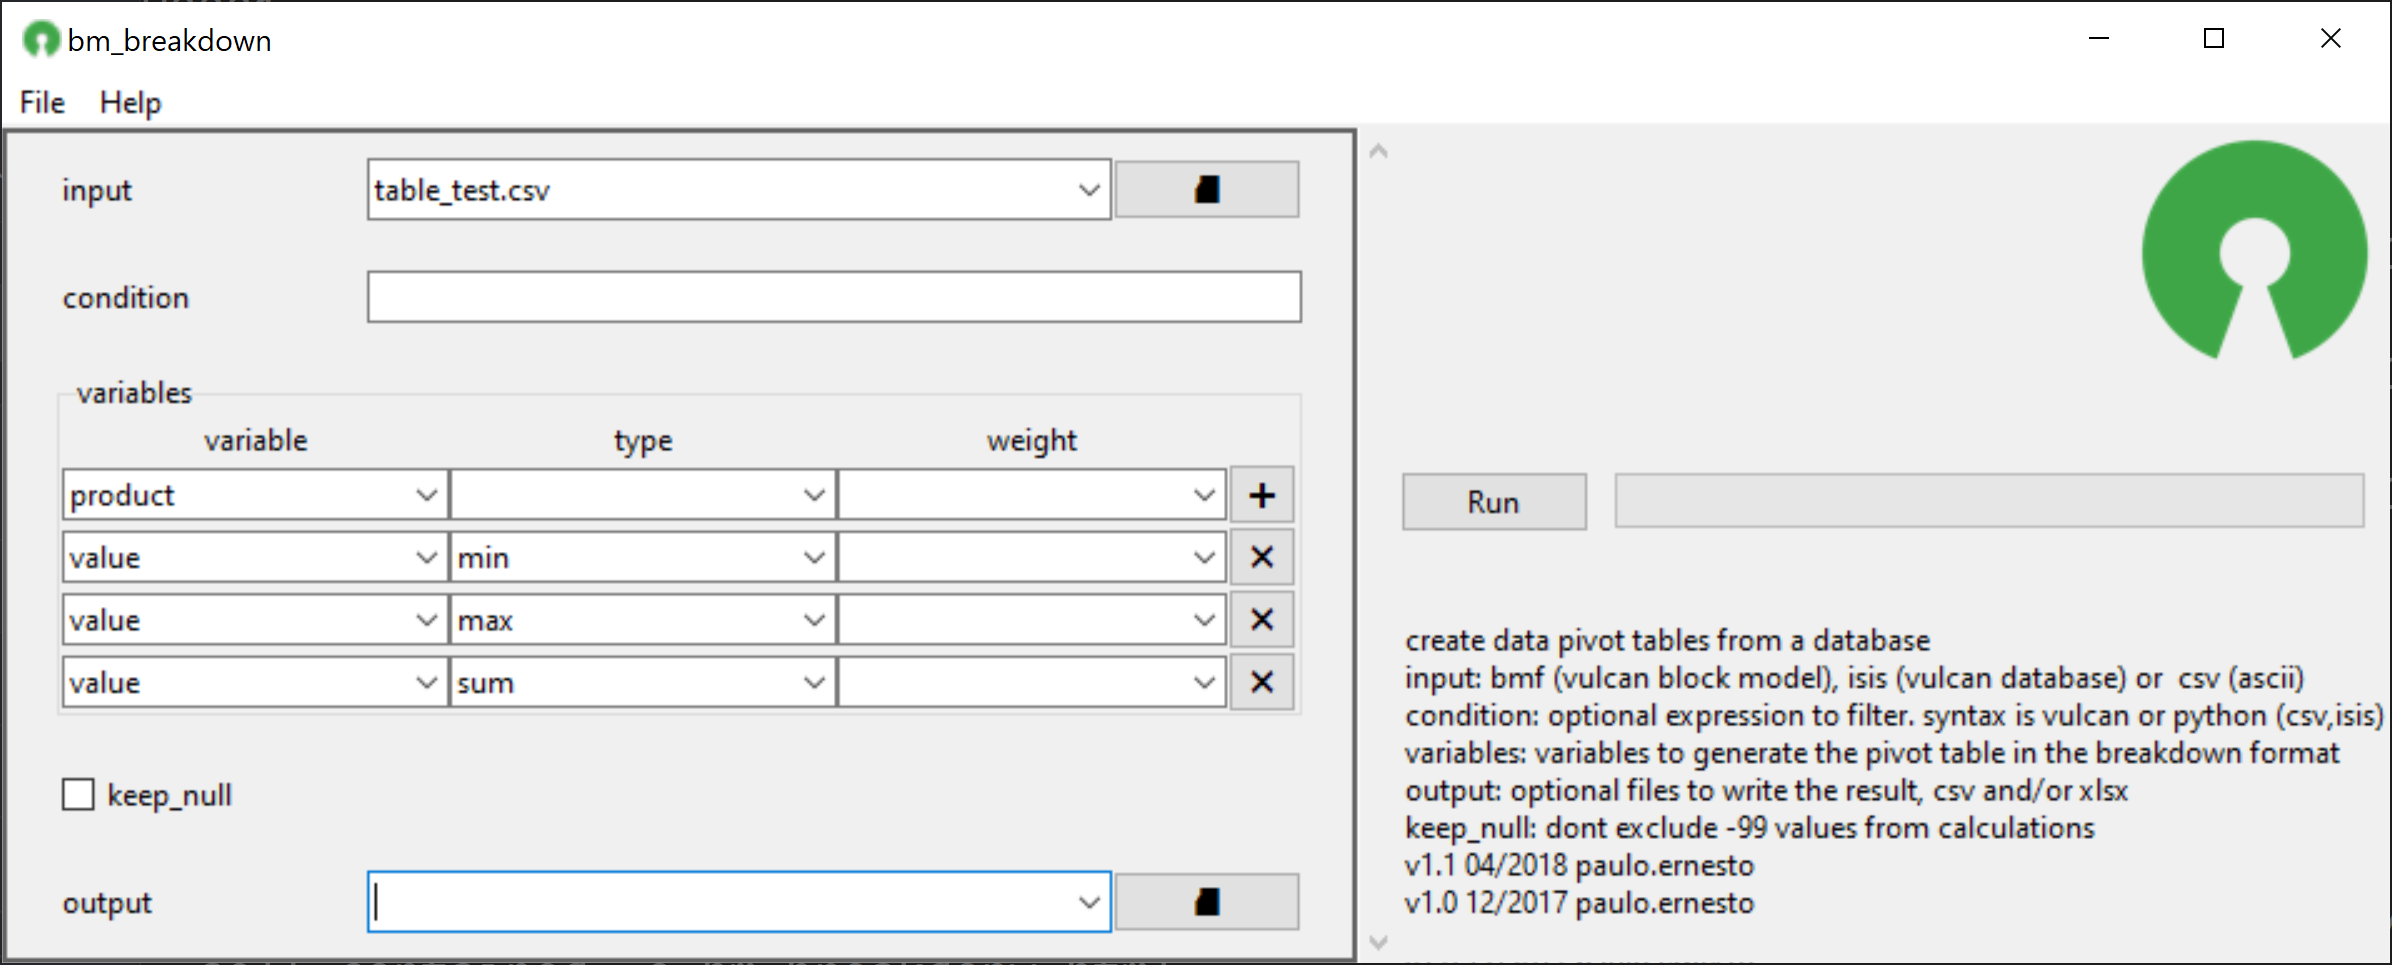 bm_breakdown
File Help
input table_test.csv
condition
variables
variable type weight
product
value min
value max
value sum
keep_null
output
Run
create data pivot tables from a database
input: bmf (vulcan block model), isis (vulcan database) or  csv (ascii)
condition: optional expression to filter. syntax is vulcan or python (csv,isis)
variables: variables to generate the pivot table in the breakdown format
output: optional files to write the result, csv and/or xlsx
keep_null: dont exclude -99 values from calculations
v1.1 04/2018 paulo.ernesto
v1.0 12/2017 paulo.ernesto